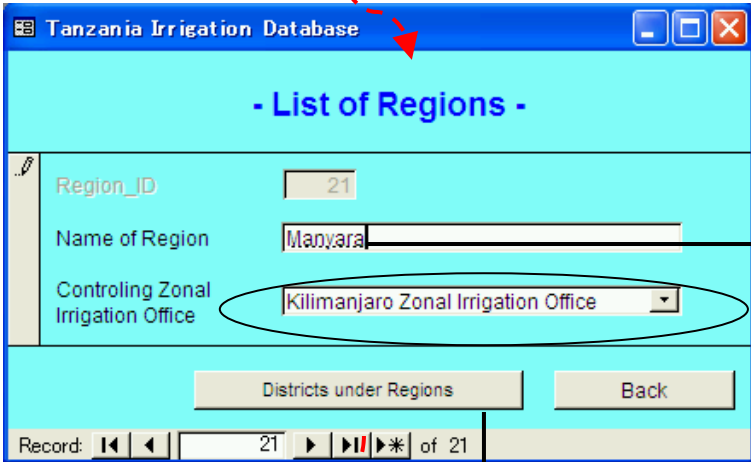 Tanzania Irrigation Database
- List of Regions -
Region_ID 21
Name of Region Manyara
Controling Zonal
Irrigation Office Kilimanjaro Zonal Irrigation Office
Districts under Regions Back
Record: 21 of 21